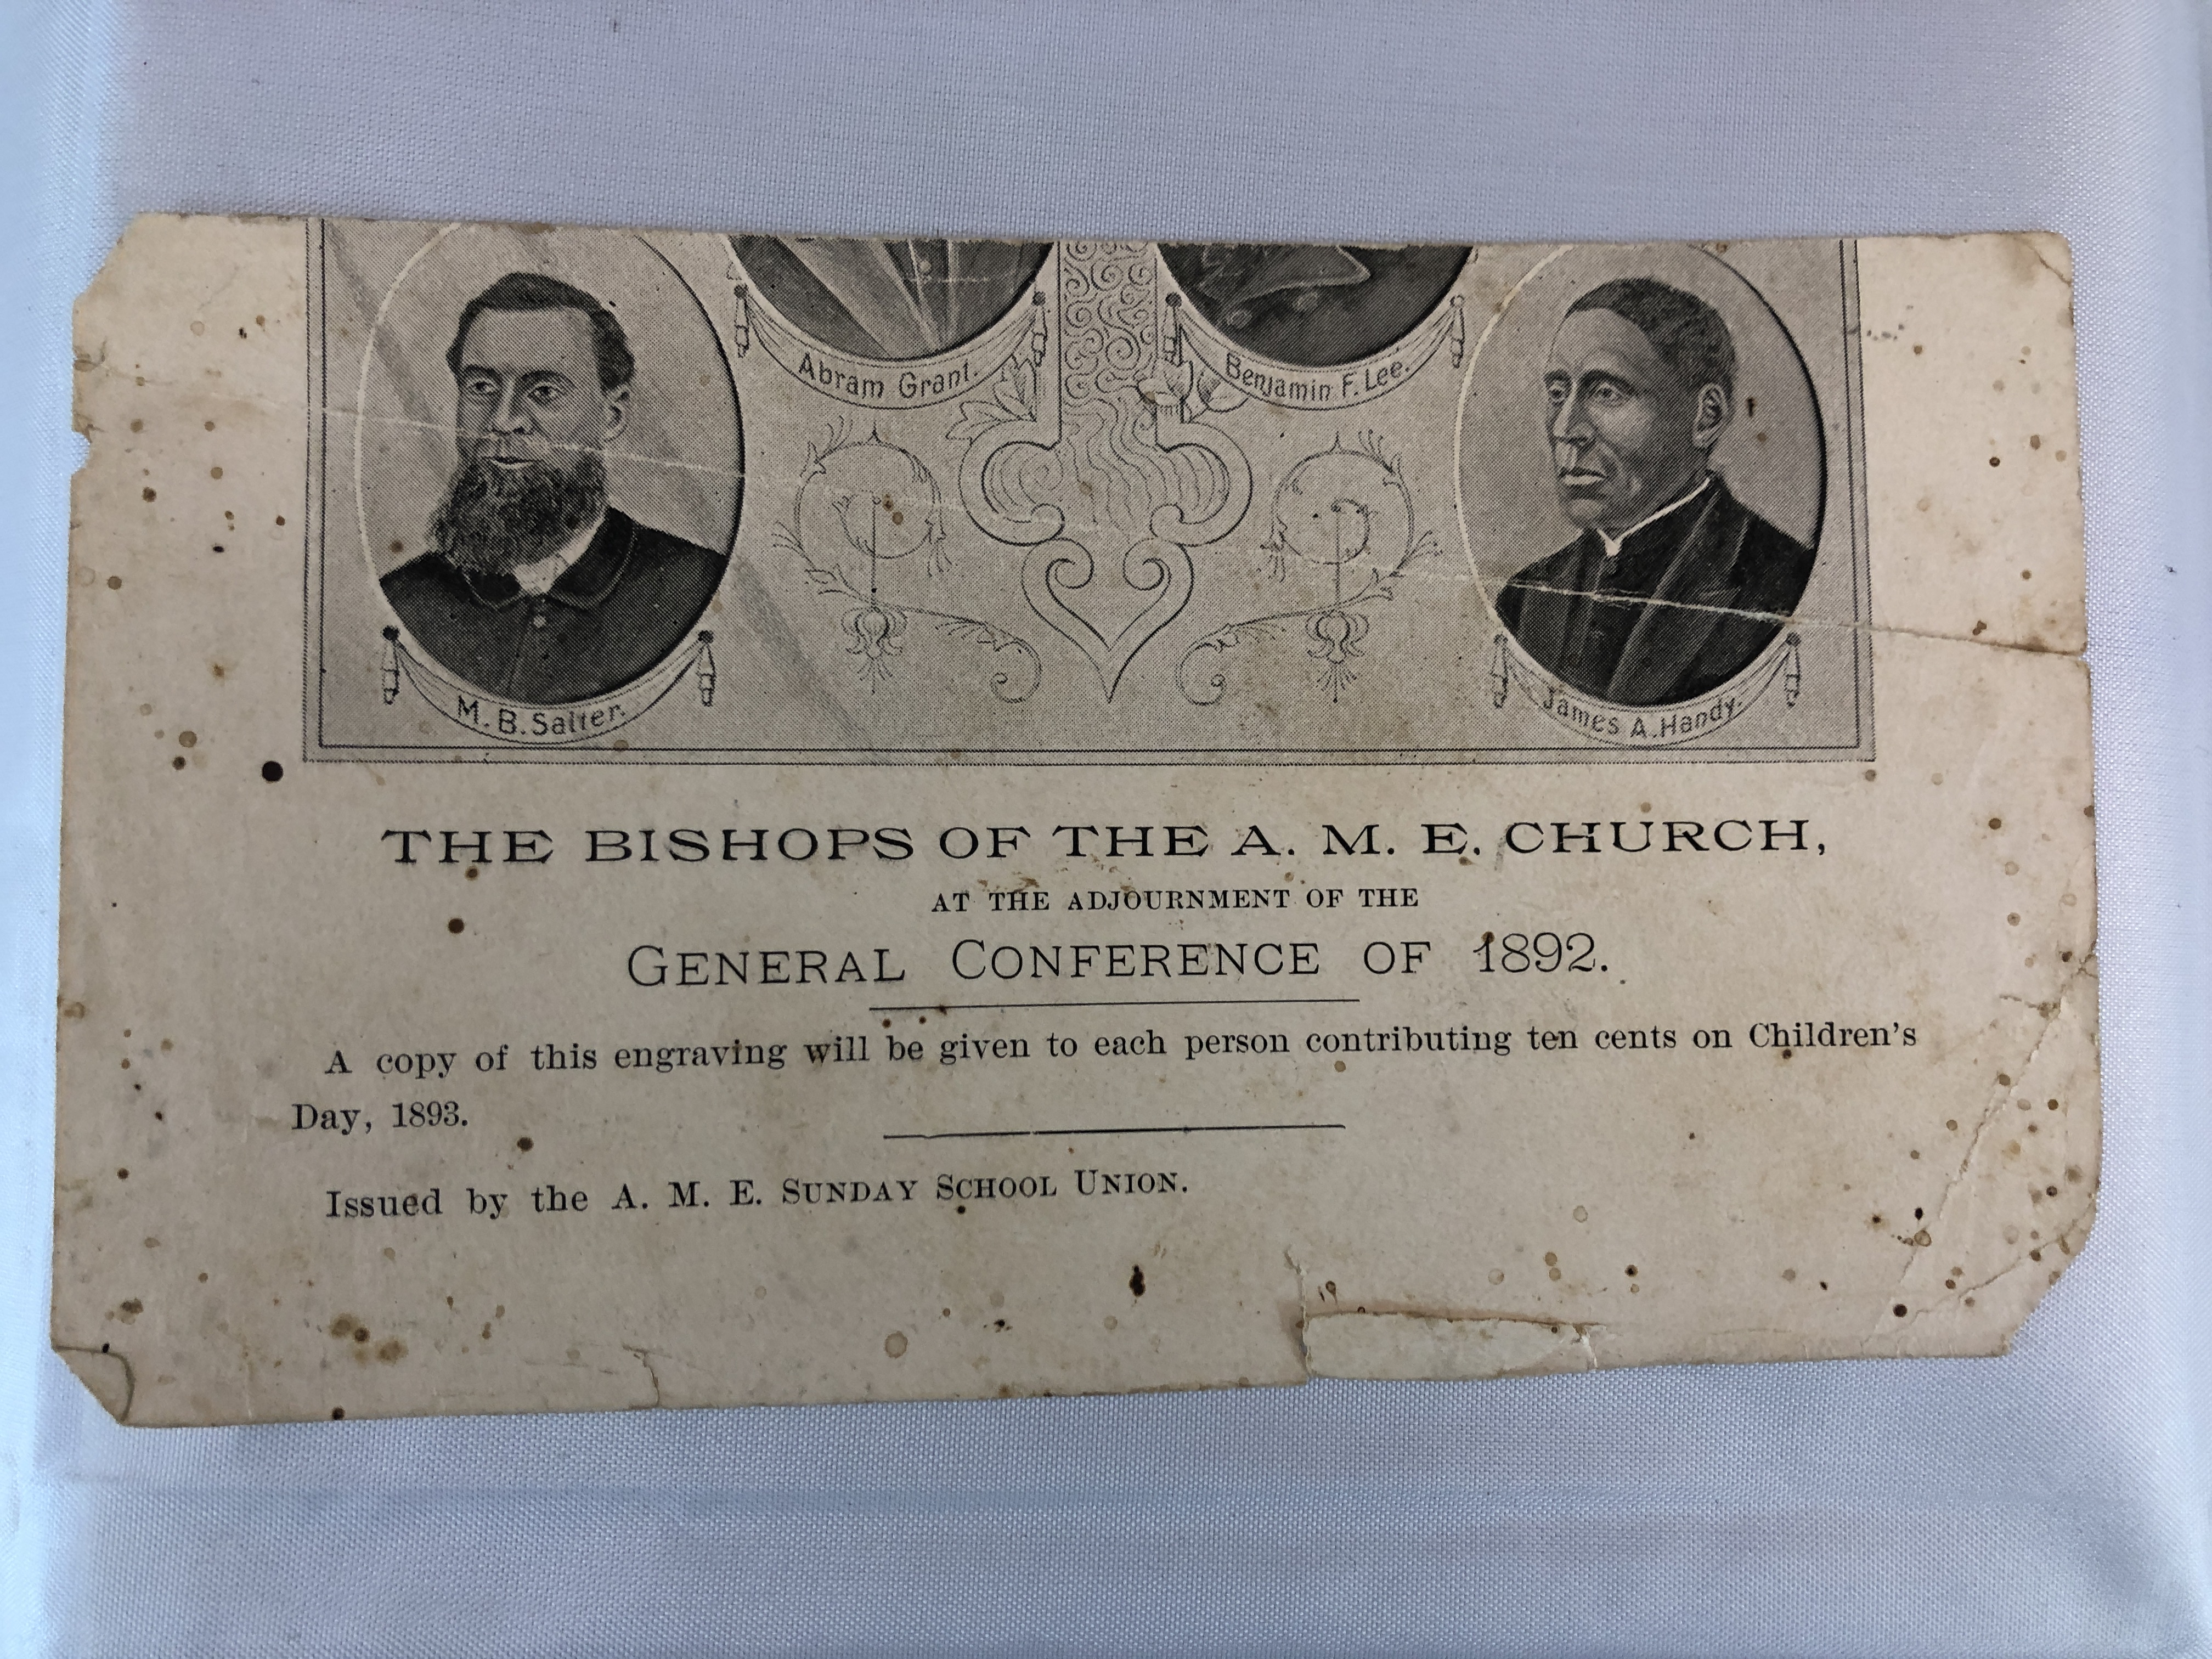 M. B. Salter.
Abram Grant.
Benjamin F. Lee.
James A. Handy.
THE BISHOPS OF THE A. M. E. CHURCH,
AT THE ADJOURNMENT OF THE
GENERAL CONFERENCE OF 1892.
A copy of this engraving will be given to each person contributing ten cents on Children's
Day, 1893.
Issued by the A. M. E. SUNDAY SCHOOL UNION.